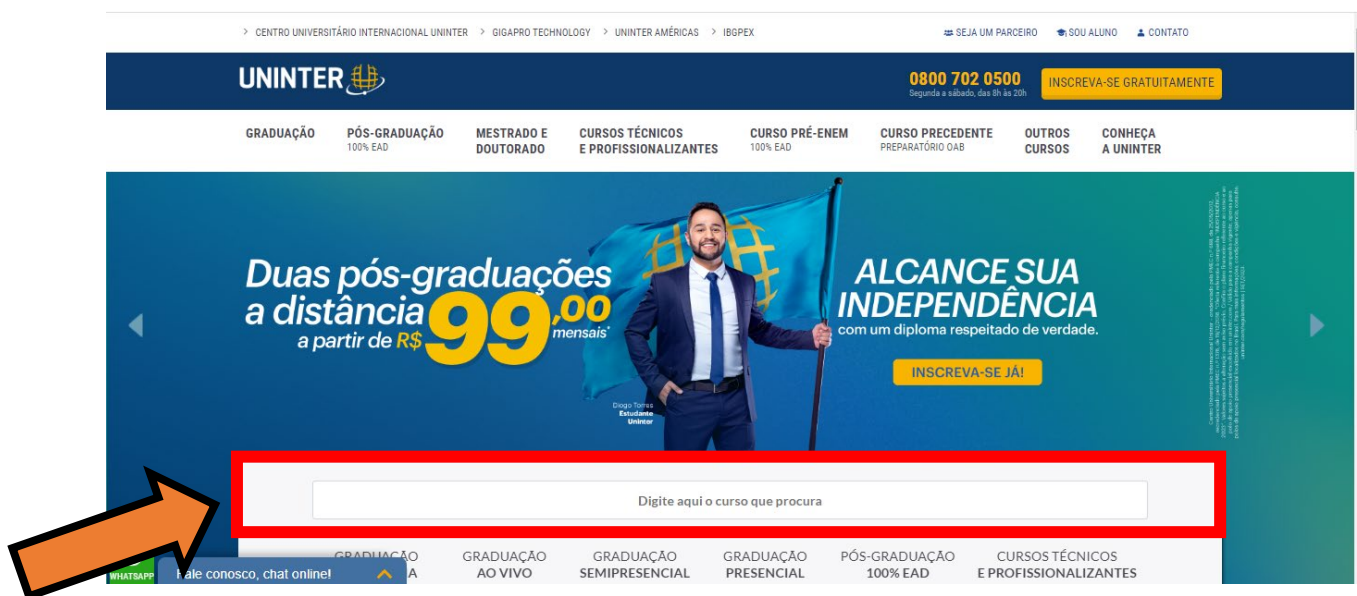 > CENTRO UNIVERSITÁRIO INTERNACIONAL UNINTER > GIGAPRO TECHNOLOGY > UNINTER AMÉRICAS > IBGPEX
SEJA UM PARCEIRO SOU ALUNO CONTATO
UNINTER
0800 702 0500
Segunda a sábado, das 8h às 20h
INSCREVA-SE GRATUITAMENTE
GRADUAÇÃO
PÓS-GRADUAÇÃO
100% EAD
MESTRADO E
DOUTORADO
CURSOS TÉCNICOS
E PROFISSIONALIZANTES
CURSO PRÉ-ENEM
100% EAD
CURSO PRECEDENTE
PREPARATÓRIO OAB
OUTROS
CURSOS
CONHEÇA
A UNINTER
Duas pós-graduações
a distância
a partir de R$ 99,00
mensais*
Diogo Torres
Estudante
Uninter
ALCANCE SUA
INDEPENDÊNCIA
com um diploma respeitado de verdade.
INSCREVA-SE JÁ!
Digite aqui o curso que procura
GRADUAÇÃO
A
GRADUAÇÃO
AO VIVO
GRADUAÇÃO
SEMIPRESENCIAL
GRADUAÇÃO
PRESENCIAL
PÓS-GRADUAÇÃO
100% EAD
CURSOS TÉCNICOS
E PROFISSIONALIZANTES
WHATSAPP
Fale conosco, chat online!